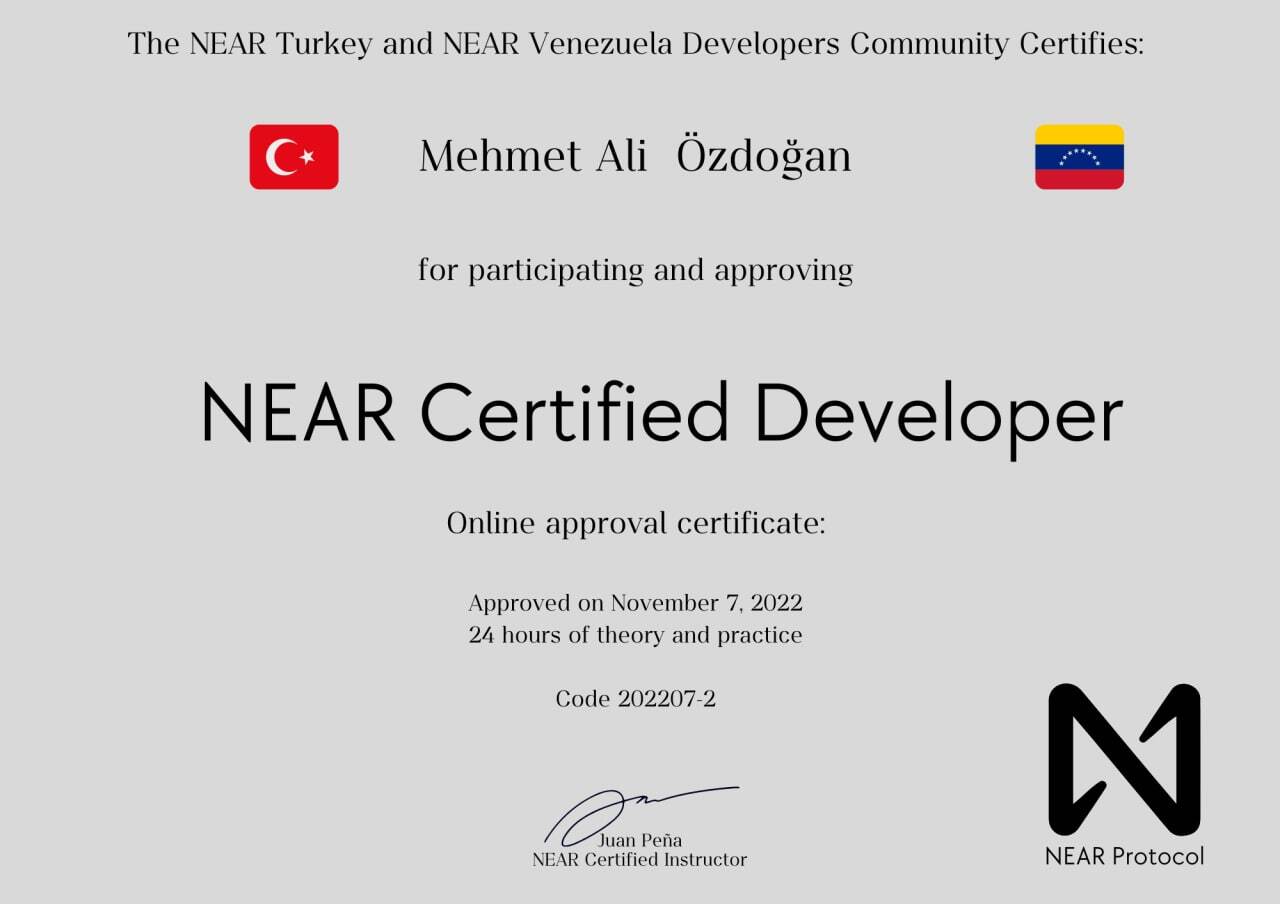 The NEAR Turkey and NEAR Venezuela Developers Community Certifies:
Mehmet Ali Özdoğan
for participating and approving
NEAR Certified Developer
Online approval certificate:
Approved on November 7, 2022
24 hours of theory and practice
Code 202207-2
Juan Peña
NEAR Certified Instructor
NEAR Protocol